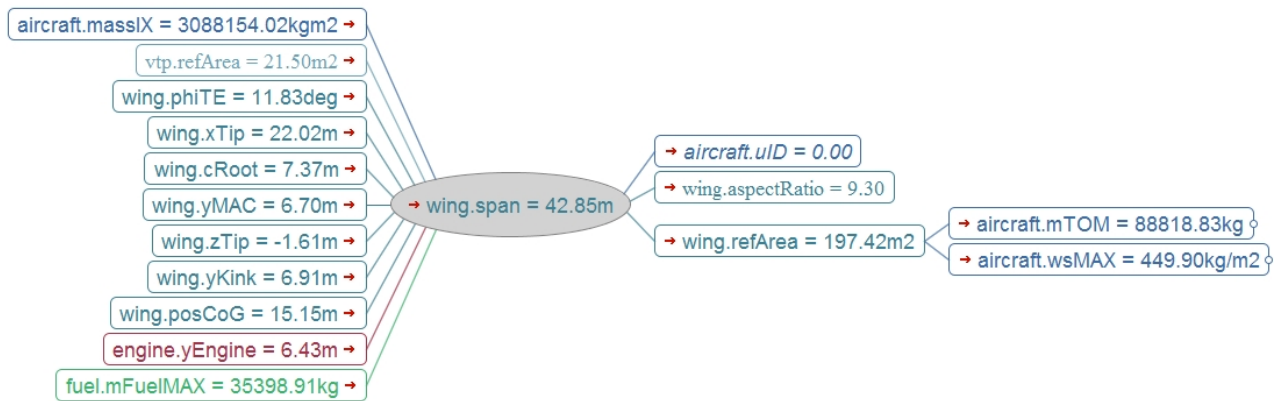 aircraft.massIX = 3088154.02kgm2
vtp.refArea = 21.50m2
wing.phiTE = 11.83deg
wing.xTip = 22.02m
wing.cRoot = 7.37m
wing.yMAC = 6.70m
wing.zTip = -1.61m
wing.yKink = 6.91m
wing.posCoG = 15.15m
engine.yEngine = 6.43m
fuel.mFuelMAX = 35398.91kg
wing.span = 42.85m
aircraft.uID = 0.00
wing.aspectRatio = 9.30
wing.refArea = 197.42m2
aircraft.mTOM = 88818.83kg
aircraft.wsMAX = 449.90kg/m2